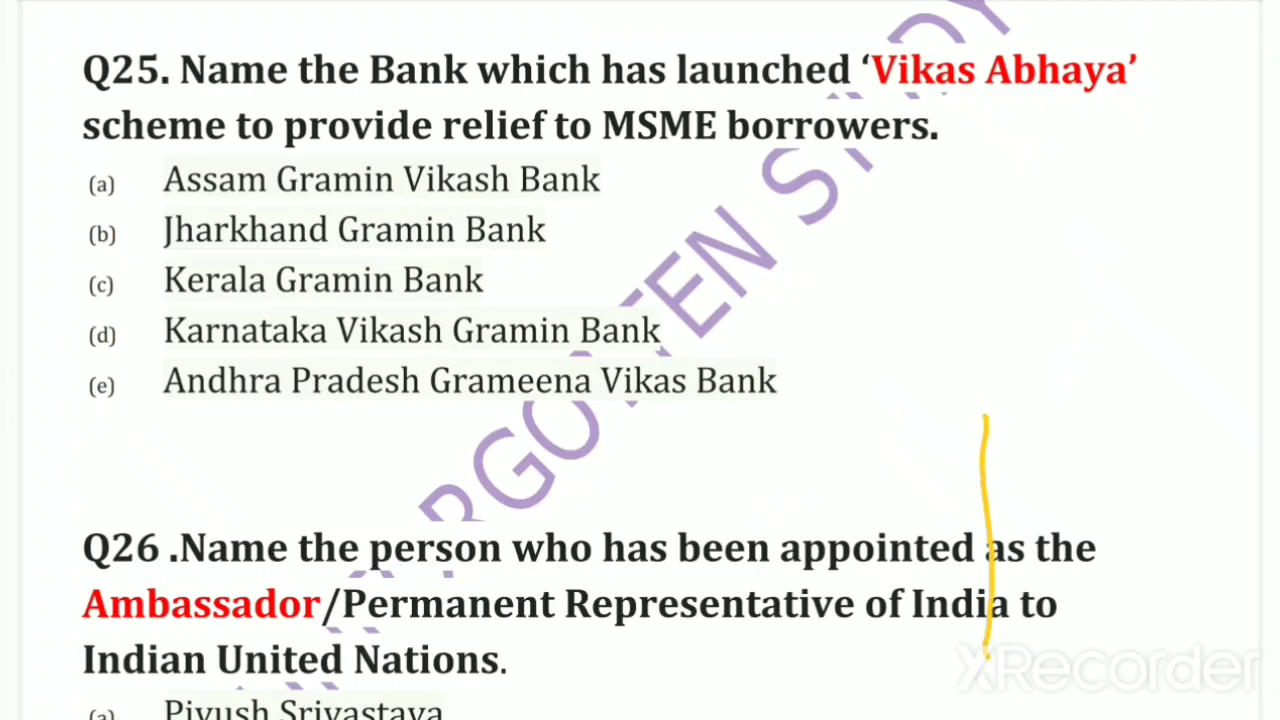 Q25. Name the Bank which has launched ‘Vikas Abhaya’
scheme to provide relief to MSME borrowers.
(a) Assam Gramin Vikash Bank
(b) Jharkhand Gramin Bank
(c) Kerala Gramin Bank
(d) Karnataka Vikash Gramin Bank
(e) Andhra Pradesh Grameena Vikas Bank
Q26 .Name the person who has been appointed as the
Ambassador/Permanent Representative of India to
Indian United Nations.
(a) Piyush Srivastava
XRecorder